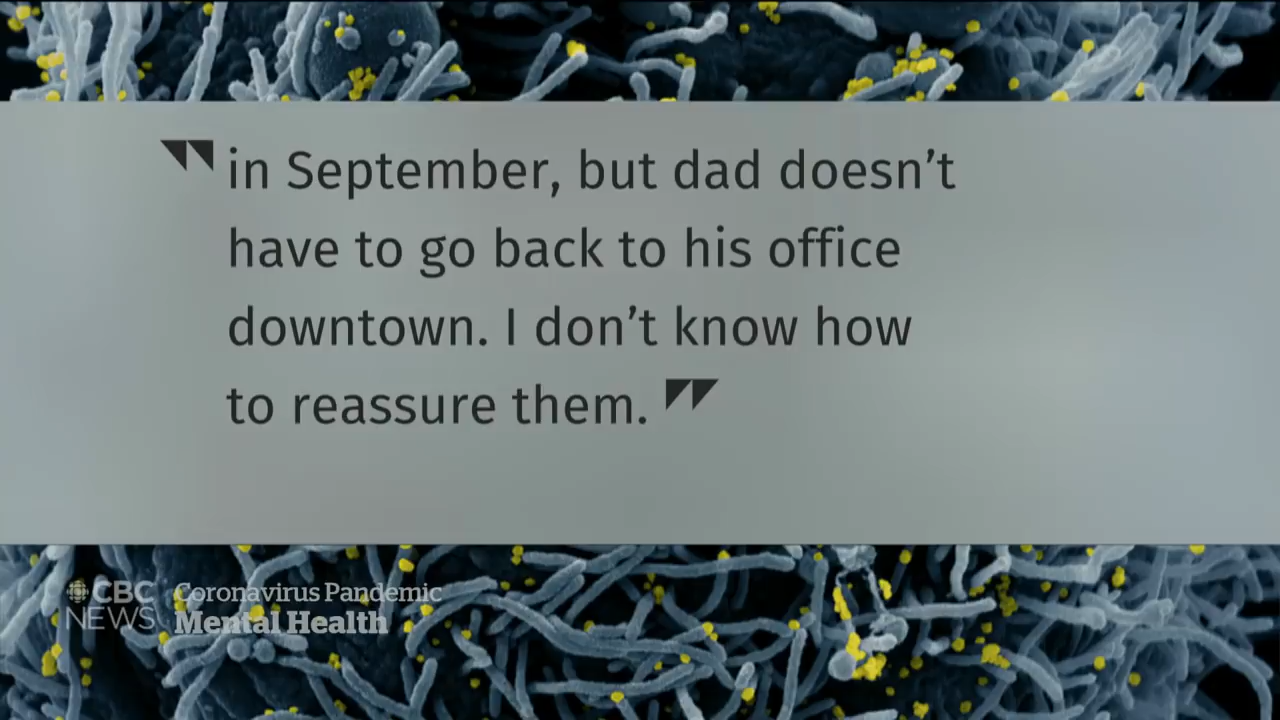 in September, but dad doesn’t
have to go back to his office
downtown. I don’t know how
to reassure them.
CBC
NEWS
Coronavirus Pandemic
Mental Health